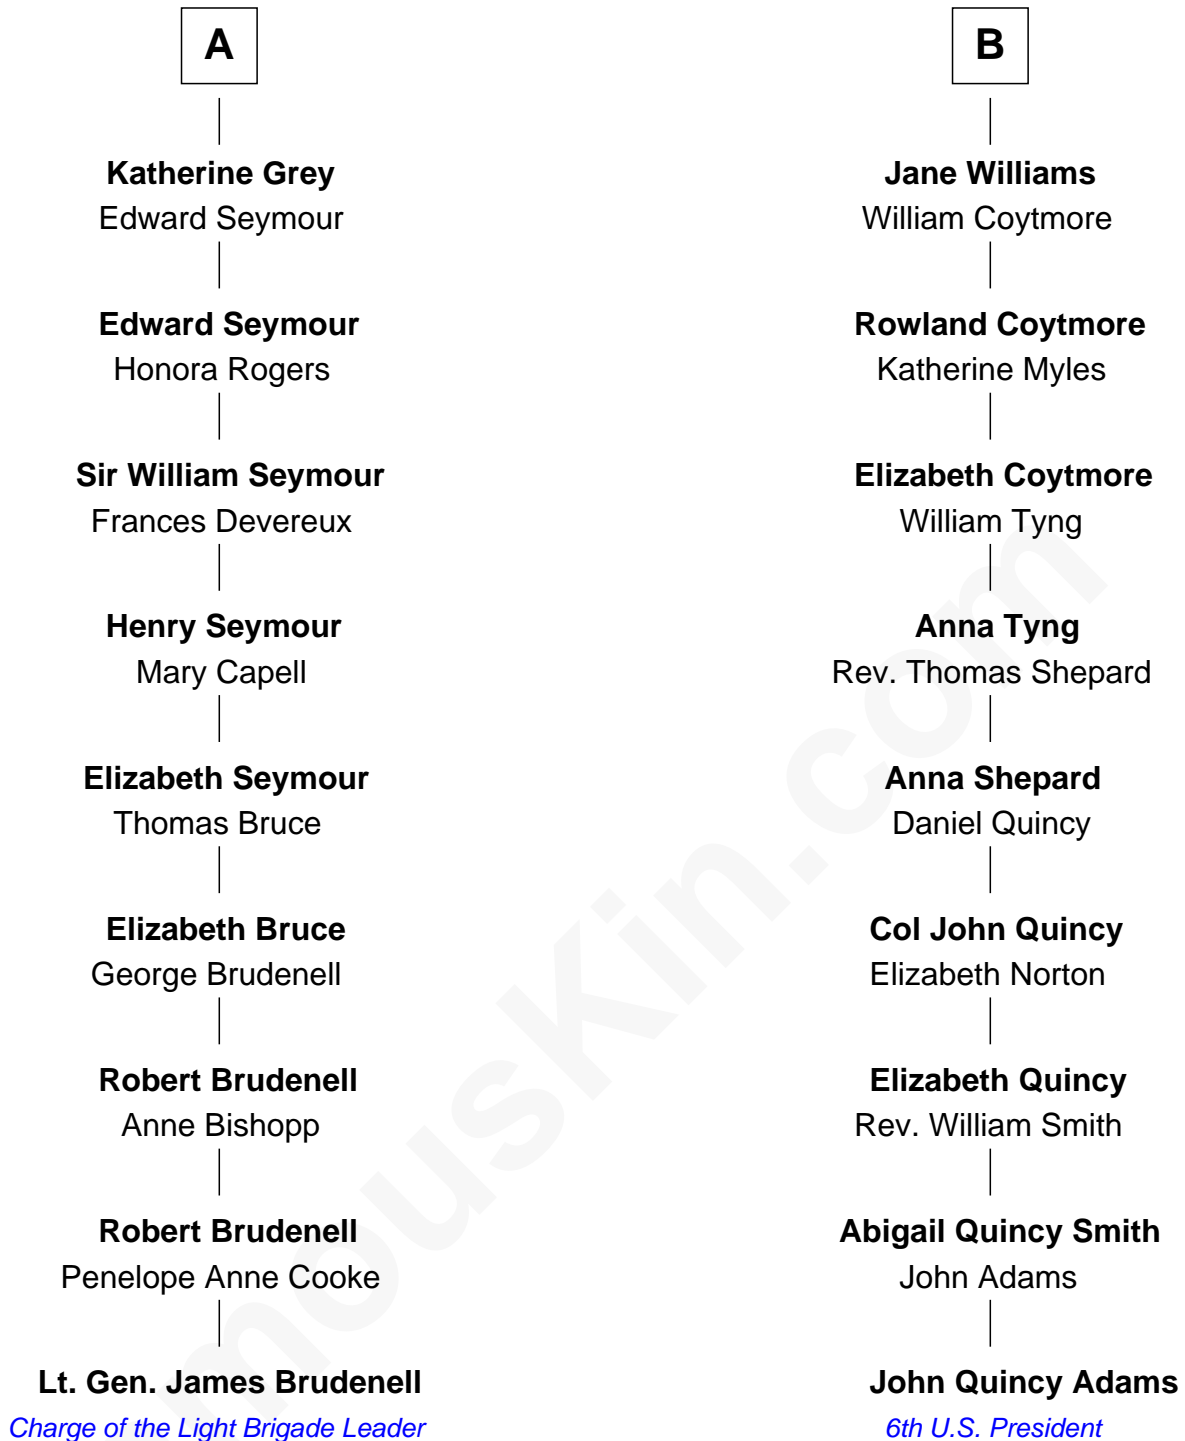 A
Katherine Grey
Edward Seymour
Edward Seymour
Honora Rogers
Sir William Seymour
Frances Devereux
Henry Seymour
Mary Capell
Elizabeth Seymour
Thomas Bruce
Elizabeth Bruce
George Brudenell
Robert Brudenell
Anne Bishopp
Robert Brudenell
Penelope Anne Cooke
Lt. Gen. James Brudenell
Charge of the Light Brigade Leader
B
Jane Williams
William Coytmore
Rowland Coytmore
Katherine Myles
Elizabeth Coytmore
William Tyng
Anna Tyng
Rev. Thomas Shepard
Anna Shepard
Daniel Quincy
Col John Quincy
Elizabeth Norton
Elizabeth Quincy
Rev. William Smith
Abigail Quincy Smith
John Adams
John Quincy Adams
6th U.S. President
mousKin.com